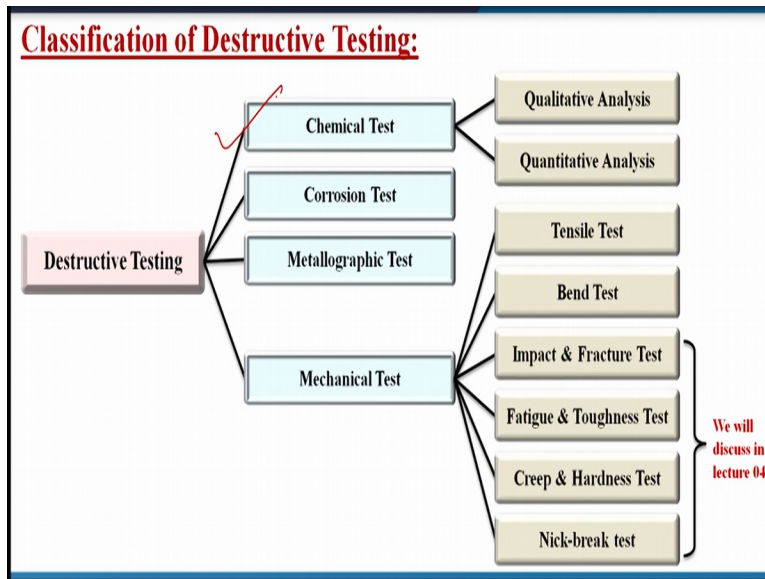 Classification of Destructive Testing:
Destructive Testing
Chemical Test
Corrosion Test
Metallographic Test
Mechanical Test
Qualitative Analysis
Quantitative Analysis
Tensile Test
Bend Test
Impact & Fracture Test
Fatigue & Toughness Test
Creep & Hardness Test
Nick-break test
We will
discuss in
lecture 04